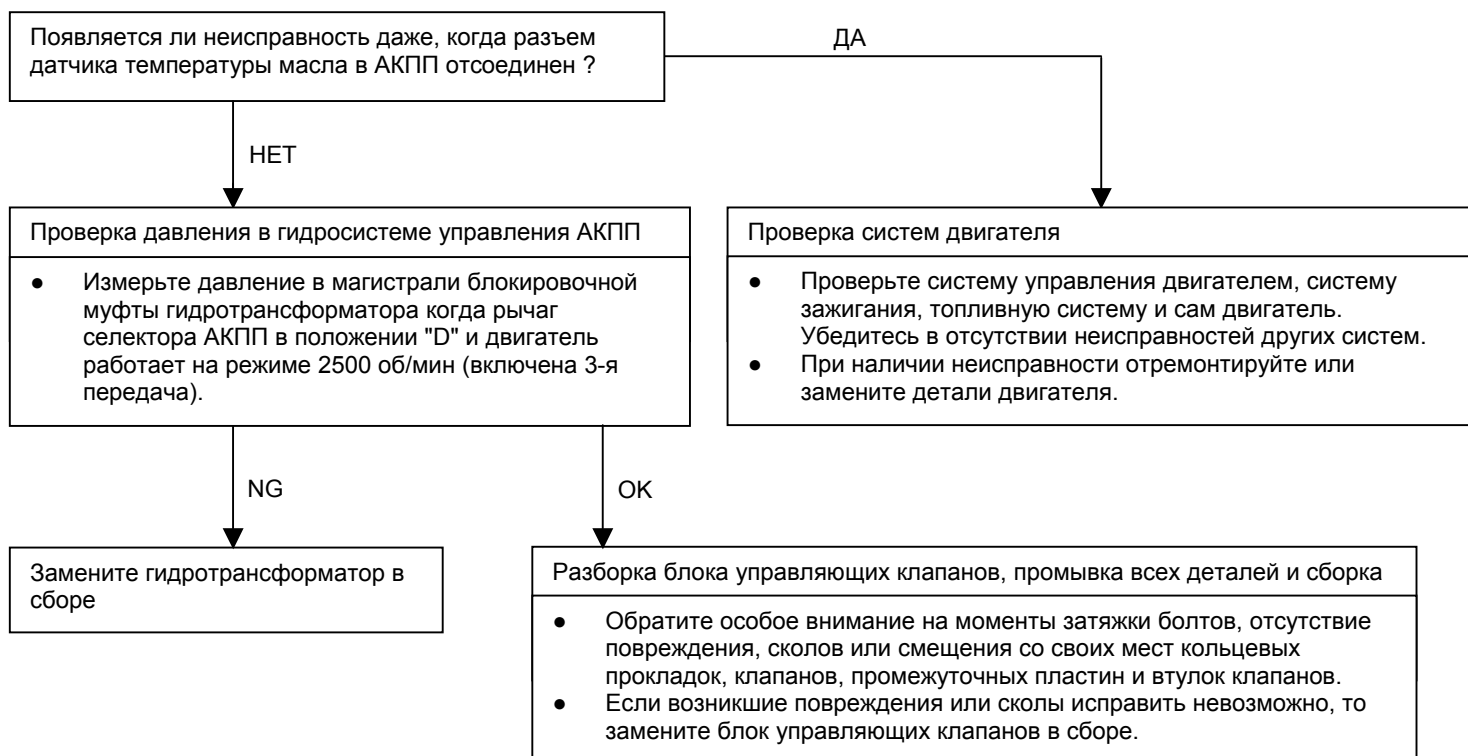 Появляется ли неисправность даже, когда разъем
датчика температуры масла в АКПП отсоединен ?
ДА
НЕТ
Проверка давления в гидросистеме управления АКПП
● Измерьте давление в магистрали блокировочной
муфты гидротрансформатора когда рычаг
селектора АКПП в положении "D" и двигатель
работает на режиме 2500 об/мин (включена 3-я
передача).
Проверка систем двигателя
● Проверьте систему управления двигателем, систему
зажигания, топливную систему и сам двигатель.
Убедитесь в отсутствии неисправностей других систем.
● При наличии неисправности отремонтируйте или
замените детали двигателя.
NG
OK
Замените гидротрансформатор в
сборе
Разборка блока управляющих клапанов, промывка всех деталей и сборка
● Обратите особое внимание на моменты затяжки болтов, отсутствие
повреждения, сколов или смещения со своих мест кольцевых
прокладок, клапанов, промежуточных пластин и втулок клапанов.
● Если возникшие повреждения или сколы исправить невозможно, то
замените блок управляющих клапанов в сборе.